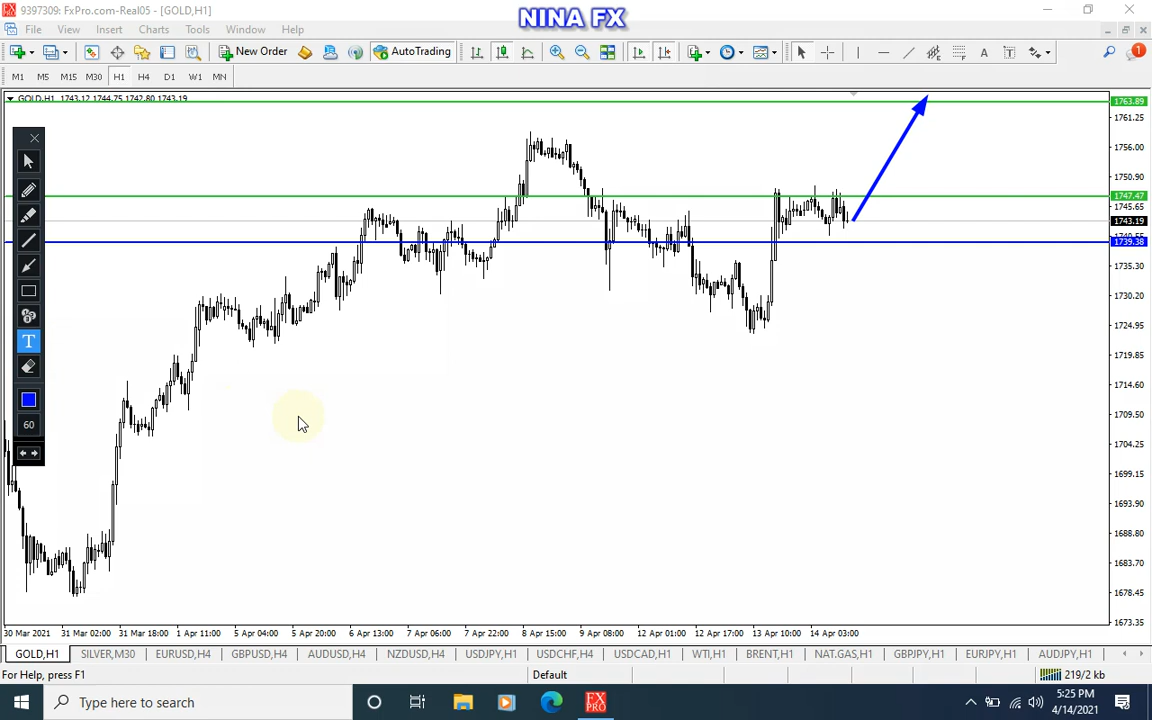 9397309: FxPro.com-Real05 - [GOLD,H1]
NINA FX
File View Insert Charts Tools Window Help
New Order AutoTrading
1
M1 M5 M15 M30 H1 H4 D1 W1 MN
GOLD,H1 1743.12 1744.75 1742.80 1743.19
1763.89
1761.25
1756.00
1750.90
1747.47
1745.65
1743.19
1740.55
1739.38
1735.30
1730.20
1724.95
1719.85
1714.60
1709.50
1704.25
1699.15
1693.90
1688.80
1683.70
1678.45
1673.35
T
60
30 Mar 2021 31 Mar 02:00 31 Mar 18:00 1 Apr 11:00 5 Apr 04:00 5 Apr 20:00 6 Apr 13:00 7 Apr 06:00 7 Apr 22:00 8 Apr 15:00 9 Apr 08:00 12 Apr 01:00 12 Apr 17:00 13 Apr 10:00 14 Apr 03:00
GOLD,H1 SILVER,M30 EURUSD,H4 GBPUSD,H4 AUDUSD,H4 NZDUSD,H4 USDJPY,H1 USDCHF,H4 USDCAD,H1 WTI,H1 BRENT,H1 NAT.GAS,H1 GBPJPY,H1 EURJPY,H1 AUDJPY,H1
For Help, press F1 Default 219/2 kb
Type here to search
FX PRO
5:25 PM
4/14/2021